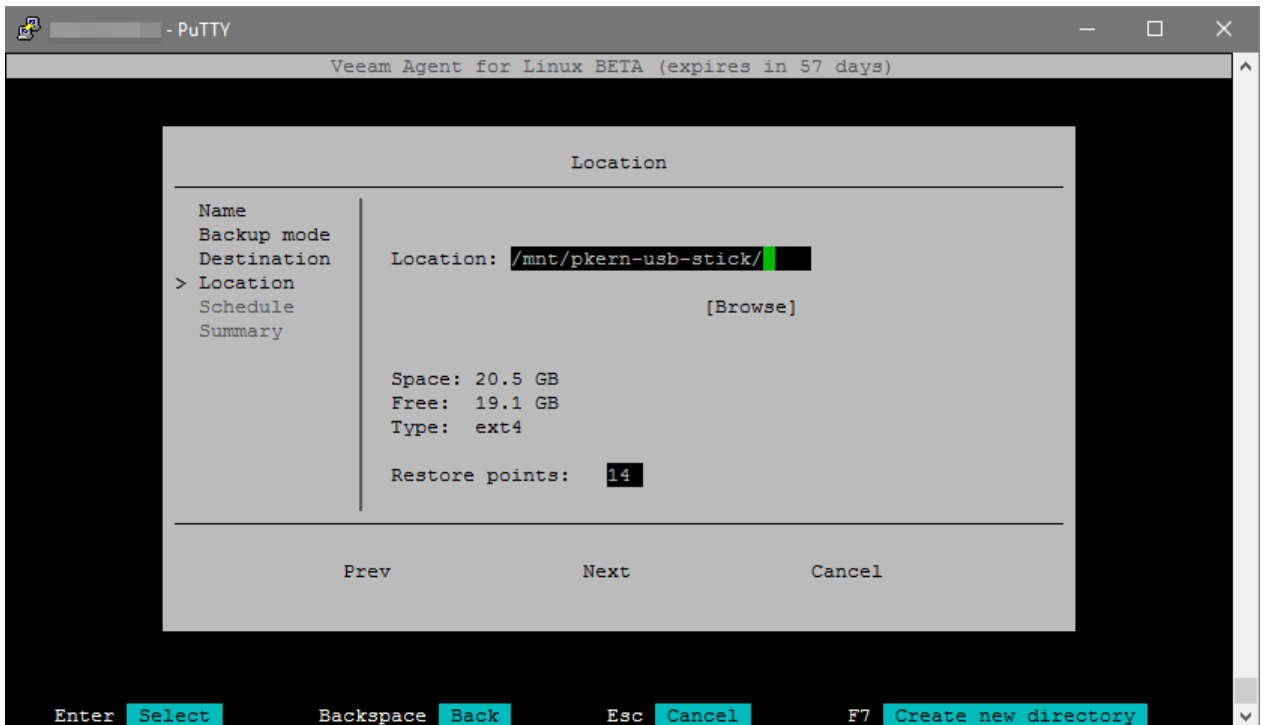 - PuTTY
Veeam Agent for Linux BETA (expires in 57 days)
Location
Name
Backup mode
Destination
> Location
Schedule
Summary
Location: /mnt/pkern-usb-stick/
[Browse]
Space: 20.5 GB
Free: 19.1 GB
Type: ext4
Restore points: 14
Prev Next Cancel
Enter Select Backspace Back Esc Cancel F7 Create new directory